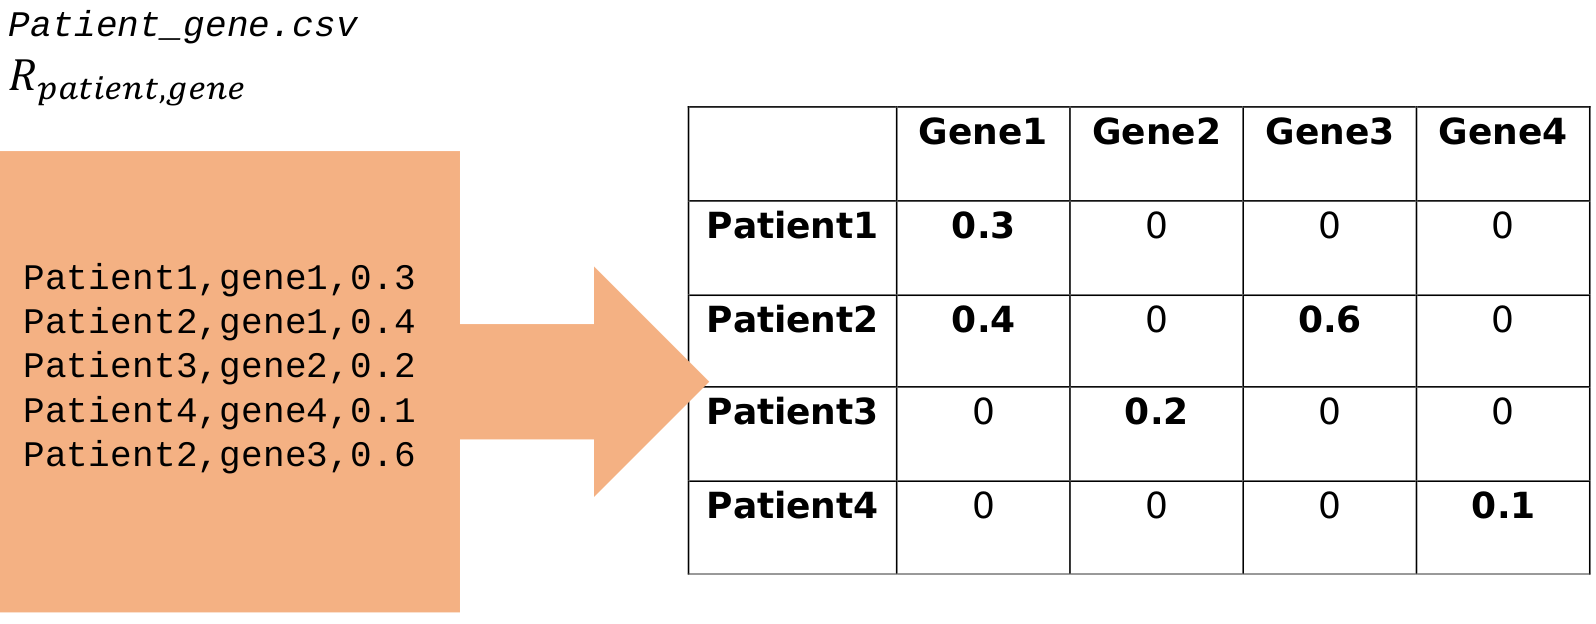 Patient_gene.csv
R_patient,gene
Patient1,gene1,0.3
Patient2,gene1,0.4
Patient3,gene2,0.2
Patient4,gene4,0.1
Patient2,gene3,0.6
Gene1 Gene2 Gene3 Gene4
Patient1 0.3 0 0 0
Patient2 0.4 0 0.6 0
Patient3 0 0.2 0 0
Patient4 0 0 0 0.1